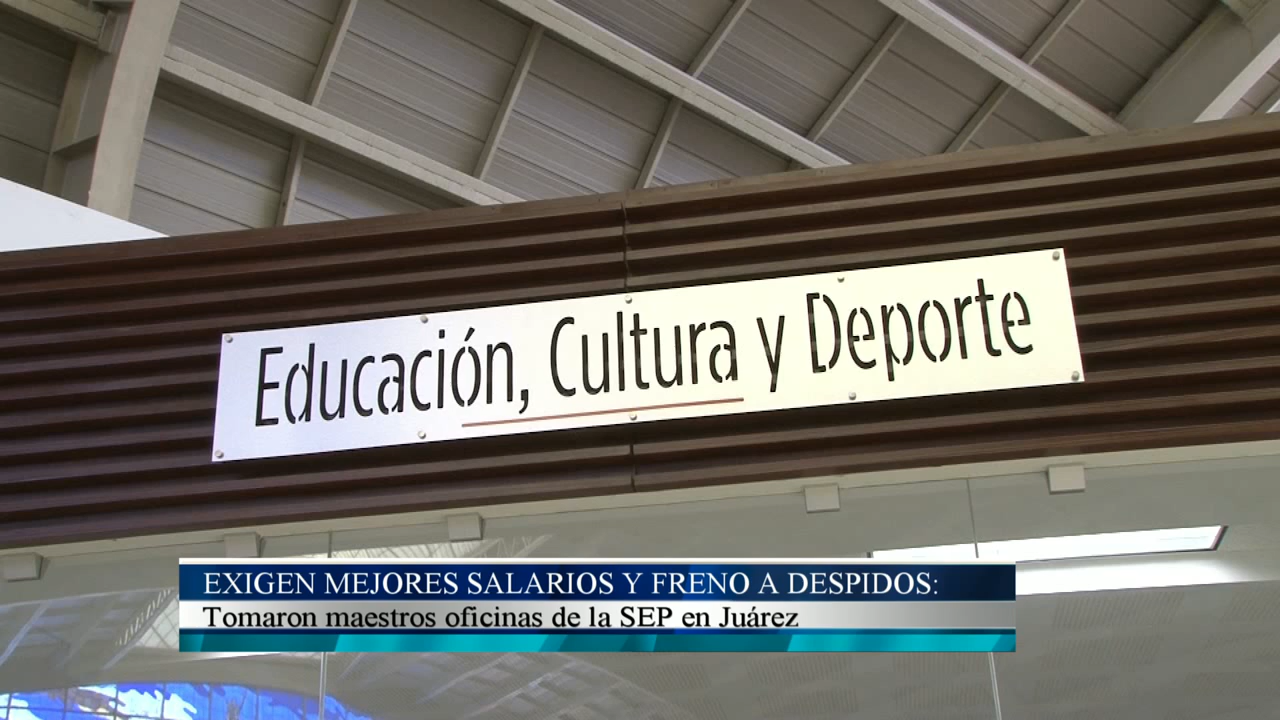 Educación, Cultura y Deporte
EXIGEN MEJORES SALARIOS Y FRENO A DESPIDOS:
Tomaron maestros oficinas de la SEP en Juárez